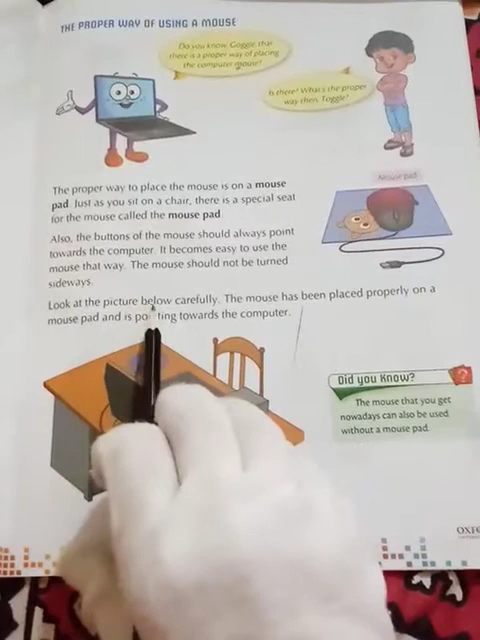 THE PROPER WAY OF USING A MOUSE
Do you know, Goggle, that
there is a proper way of placing
the computer mouse?
Is there? What's the proper
way then, Toggle?
Mouse pad
The proper way to place the mouse is on a mouse
pad. Just as you sit on a chair, there is a special seat
for the mouse called the mouse pad.
Also, the buttons of the mouse should always point
towards the computer. It becomes easy to use the
mouse that way. The mouse should not be turned
sideways.
Look at the picture below carefully. The mouse has been placed properly on a
mouse pad and is pointing towards the computer.
Did you know?
?
The mouse that you get
nowadays can also be used
without a mouse pad.